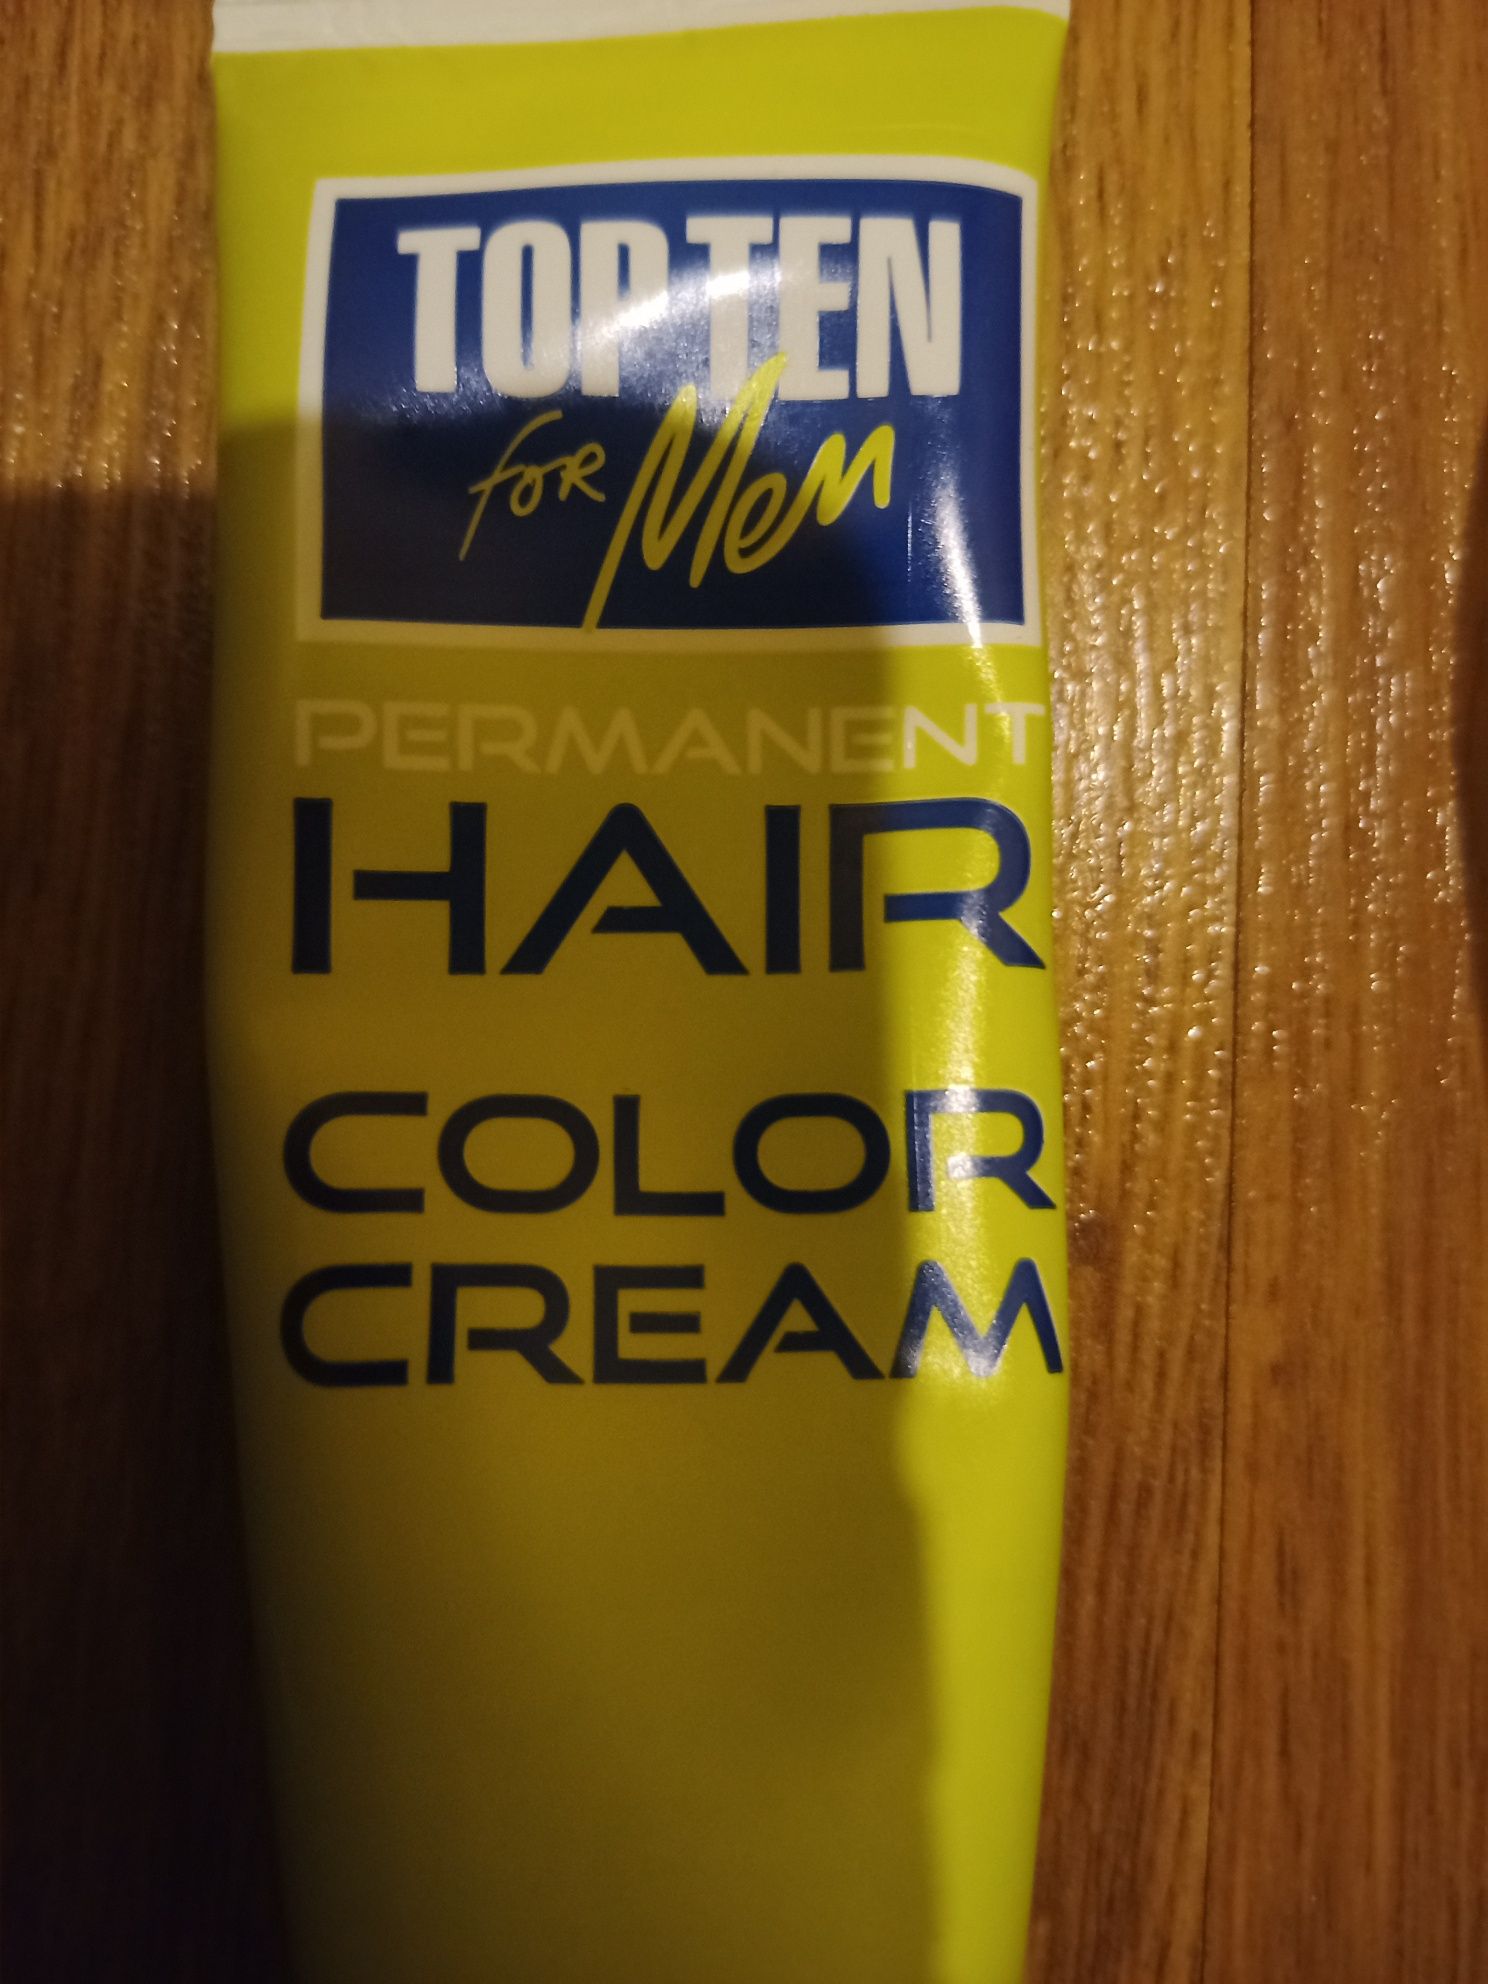 TOP TEN
for Men
PERMANENT
HAIR
COLOR
CREAM